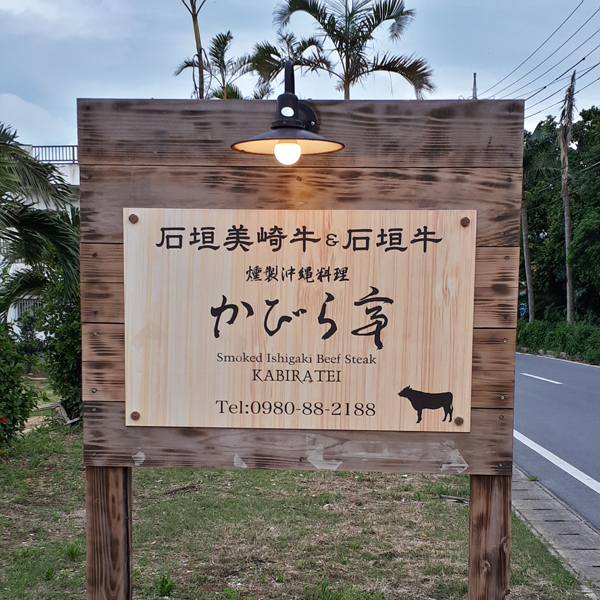 石垣美崎牛&石垣牛
燻製沖縄料理
かびら亭
Smoked Ishigaki Beef Steak
KABIRATEI
Tel:0980-88-2188